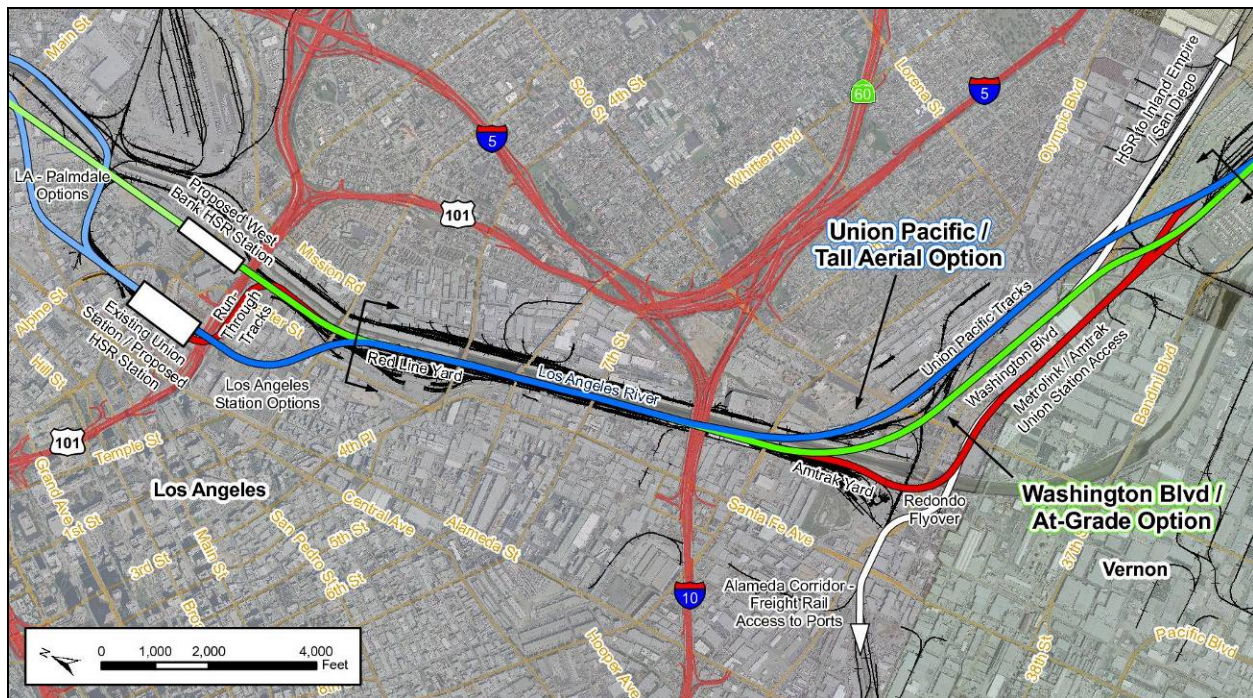 Main St
LA - Palmdale
Options
Proposed West
Bank HSR Station
Existing Union
Station / Proposed
HSR Station
Run-
Through
Tracks
Los Angeles
Station Options
Alpine St
Hill St
Temple St
Grand Ave
1st St
3rd St
Main St
San Pedro St
5th St
6th St
Central Ave
Alameda St
4th Pl
Los Angeles
101
Mission Rd
5
101
Soto St
4th St
Whittier Blvd
60
Lorena St
5
Olympic Blvd
HSR to Inland Empire
/ San Diego
Union Pacific /
Tall Aerial Option
Red Line Yard
Los Angeles River
7th St
Union Pacific Tracks
Washington Blvd
Metrolink / Amtrak
Union Station Access
Bandini Blvd
Amtrak Yard
Redondo
Flyover
Washington Blvd /
At-Grade Option
Santa Fe Ave
37th St
Vernon
Alameda Corridor -
Freight Rail
Access to Ports
10
Hooper Ave
38th St
Pacific Blvd
N
0 1,000 2,000 4,000
Feet